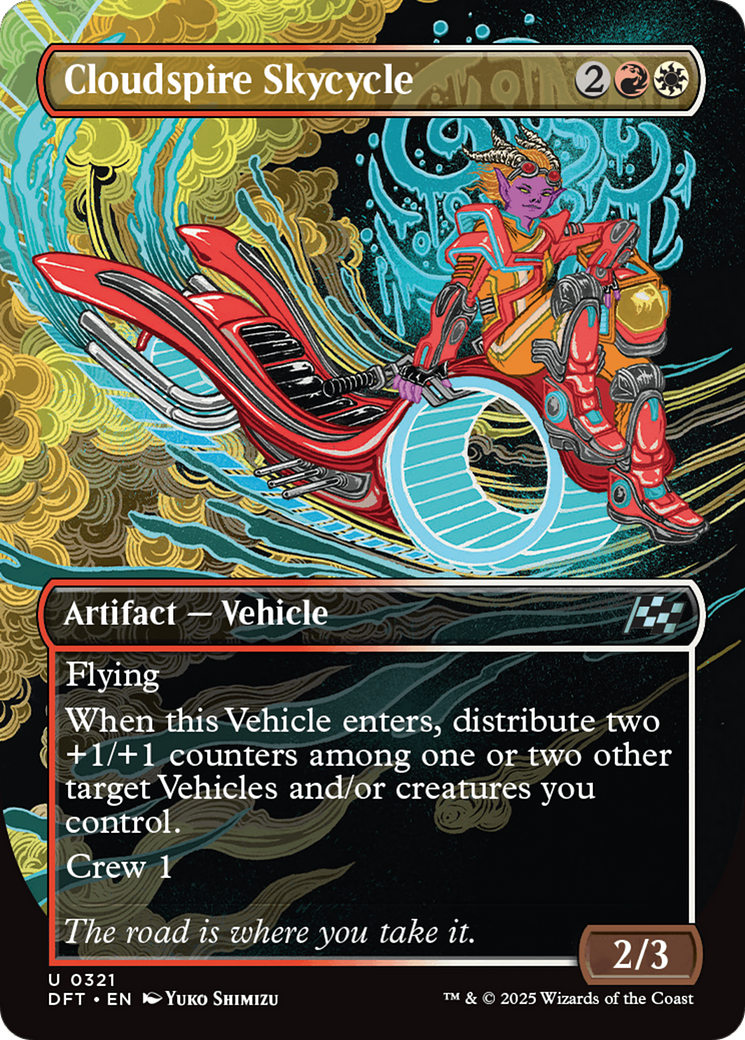 Cloudspire Skycycle 2
Artifact — Vehicle
Flying
When this Vehicle enters, distribute two
+1/+1 counters among one or two other
target Vehicles and/or creatures you
control.
Crew 1
The road is where you take it.
2/3
U 0321
DFT • EN Yuko Shimizu
™ & © 2025 Wizards of the Coast